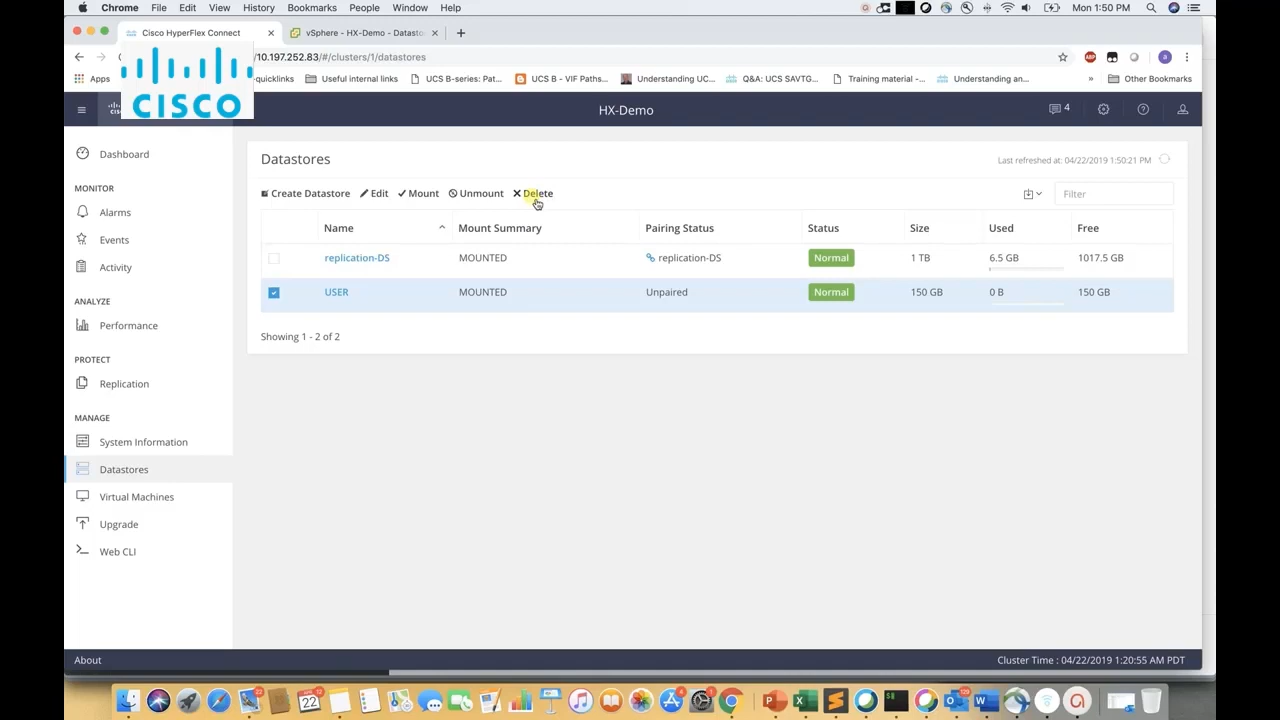 Chrome File Edit View History Bookmarks People Window Help Mon 1:50 PM
Cisco HyperFlex Connect vSphere - HX-Demo - Datasto
/10.197.252.83/#/clusters/1/datastores
Apps quicklinks Useful internal links UCS B-series: Pat... UCS B - VIF Paths... Understanding UC... Q&A: UCS SAVTG... Training material -... Understanding an... » Other Bookmarks
CISCO
HX-Demo 4
Dashboard
MONITOR
Alarms
Events
Activity
ANALYZE
Performance
PROTECT
Replication
MANAGE
System Information
Datastores
Virtual Machines
Upgrade
Web CLI
Datastores Last refreshed at: 04/22/2019 1:50:21 PM
Create Datastore Edit Mount Unmount Delete Filter
Name Mount Summary Pairing Status Status Size Used Free
replication-DS MOUNTED replication-DS Normal 1 TB 6.5 GB 1017.5 GB
USER MOUNTED Unpaired Normal 150 GB 0 B 150 GB
Showing 1 - 2 of 2
About Cluster Time : 04/22/2019 1:20:55 AM PDT